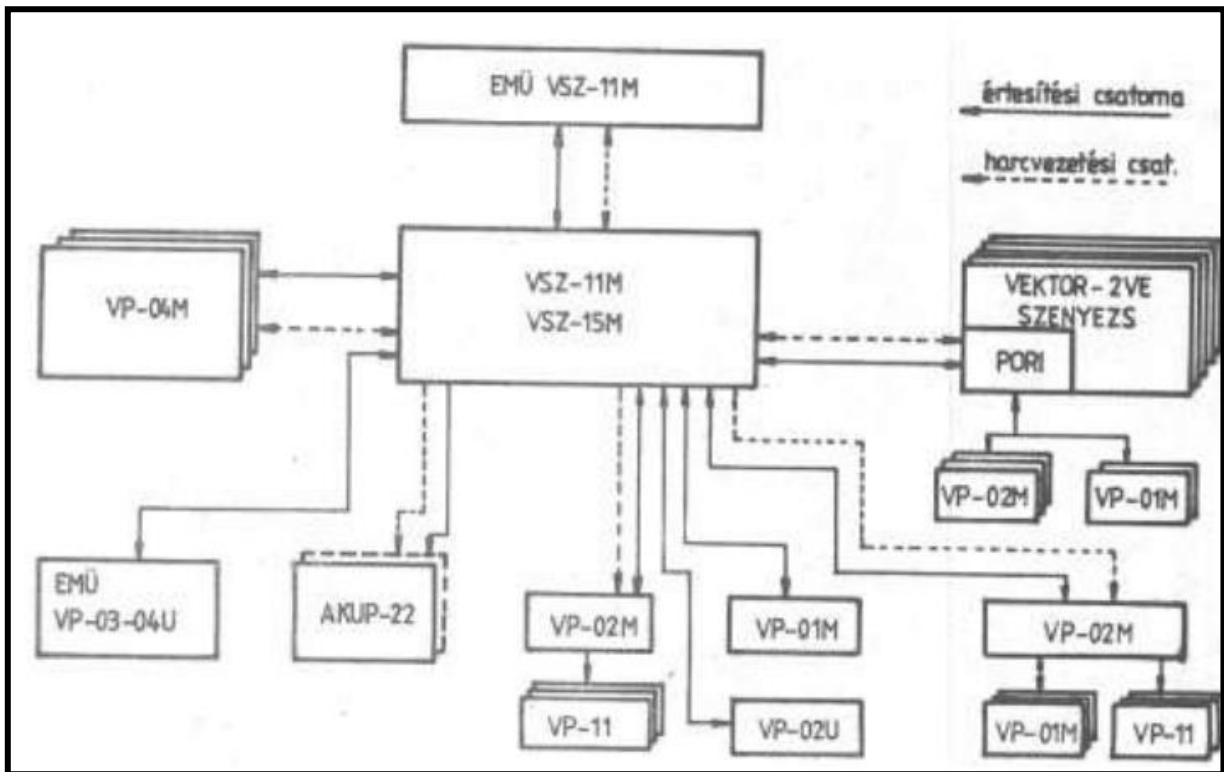 EMÜ VSZ-11M
értesítési csatorna
harcvezetési csat.
VP-04M
VSZ-11M
VSZ-15M
VEKTOR-2VE
SZENYEZS
PORI
VP-02M
VP-01M
EMÜ
VP-03-04U
AKUP-22
VP-02M
VP-01M
VP-02M
VP-11
VP-02U
VP-01M
VP-11